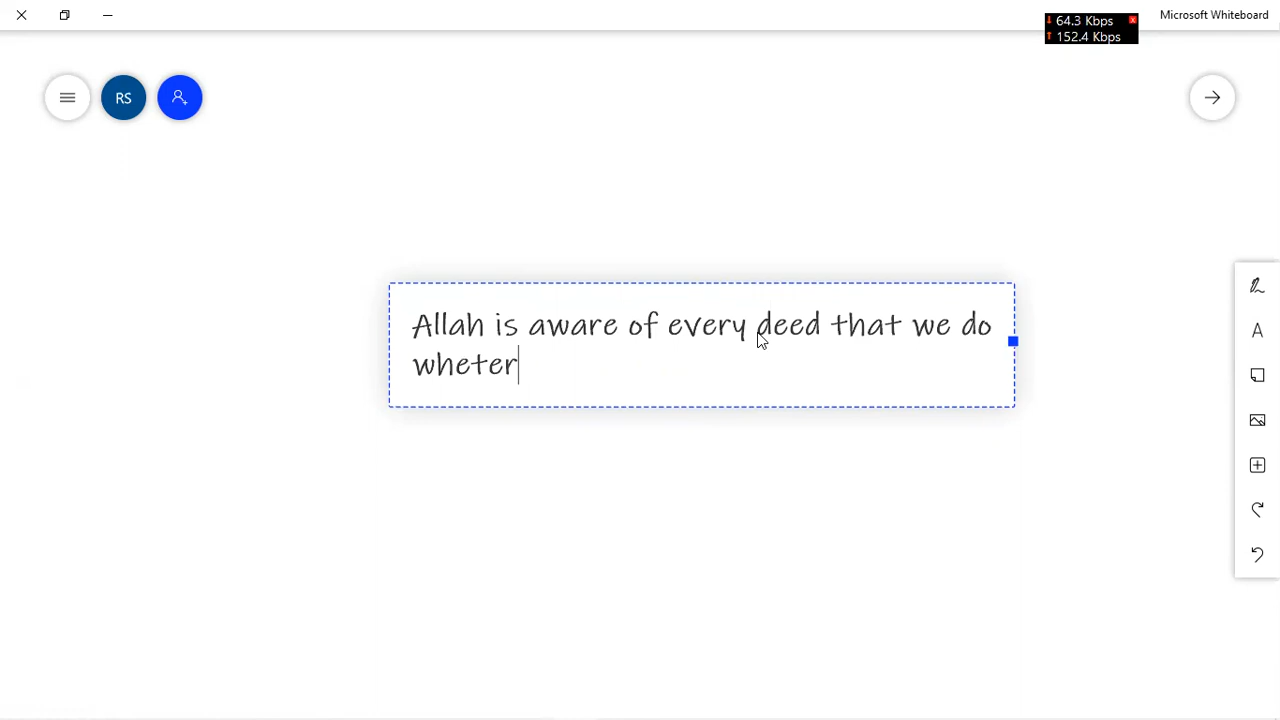 Microsoft Whiteboard
64.3 Kbps
x
152.4 Kbps
RS
Allah is aware of every deed that we do
wheter
A